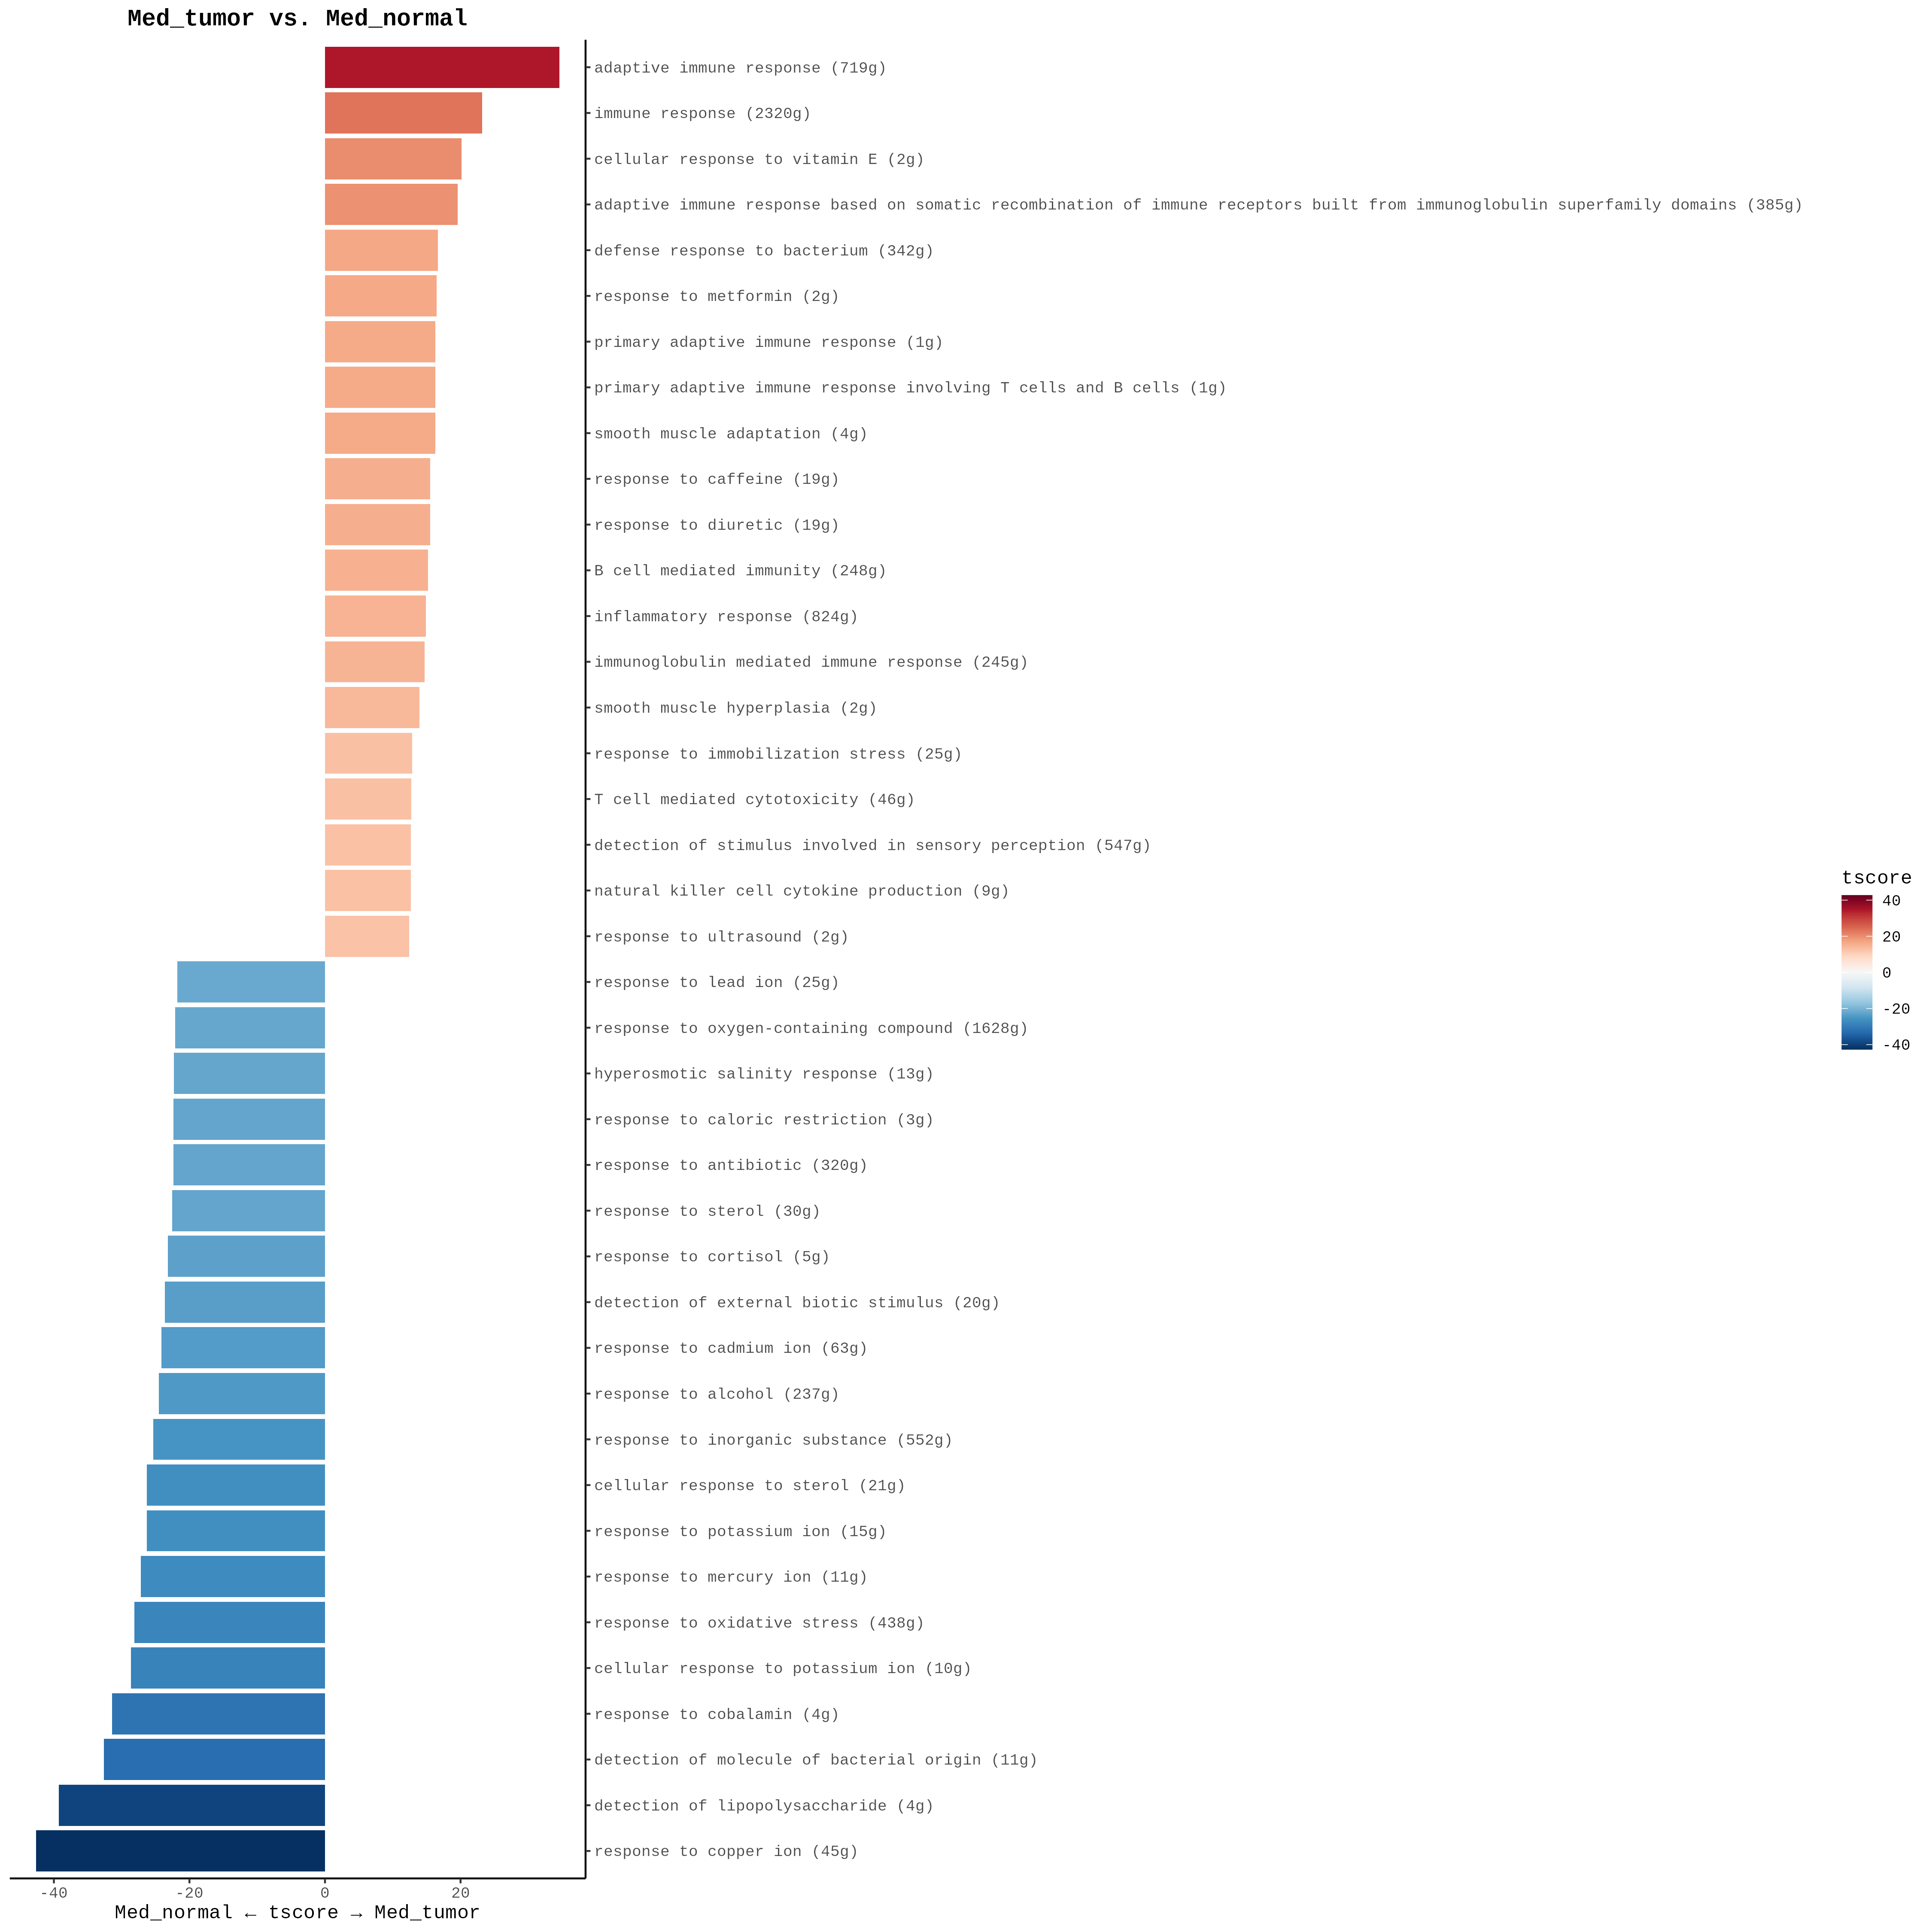 Med_tumor vs. Med_normal
adaptive immune response (719g)
immune response (2320g)
cellular response to vitamin E (2g)
adaptive immune response based on somatic recombination of immune receptors built from immunoglobulin superfamily domains (385g)
defense response to bacterium (342g)
response to metformin (2g)
primary adaptive immune response (1g)
primary adaptive immune response involving T cells and B cells (1g)
smooth muscle adaptation (4g)
response to caffeine (19g)
response to diuretic (19g)
B cell mediated immunity (248g)
inflammatory response (824g)
immunoglobulin mediated immune response (245g)
smooth muscle hyperplasia (2g)
response to immobilization stress (25g)
T cell mediated cytotoxicity (46g)
detection of stimulus involved in sensory perception (547g)
natural killer cell cytokine production (9g)
response to ultrasound (2g)
response to lead ion (25g)
response to oxygen-containing compound (1628g)
hyperosmotic salinity response (13g)
response to caloric restriction (3g)
response to antibiotic (320g)
response to sterol (30g)
response to cortisol (5g)
detection of external biotic stimulus (20g)
response to cadmium ion (63g)
response to alcohol (237g)
response to inorganic substance (552g)
cellular response to sterol (21g)
response to potassium ion (15g)
response to mercury ion (11g)
response to oxidative stress (438g)
cellular response to potassium ion (10g)
response to cobalamin (4g)
detection of molecule of bacterial origin (11g)
detection of lipopolysaccharide (4g)
response to copper ion (45g)
-40 -20 0 20
Med_normal ← tscore → Med_tumor
tscore
40
20
0
-20
-40